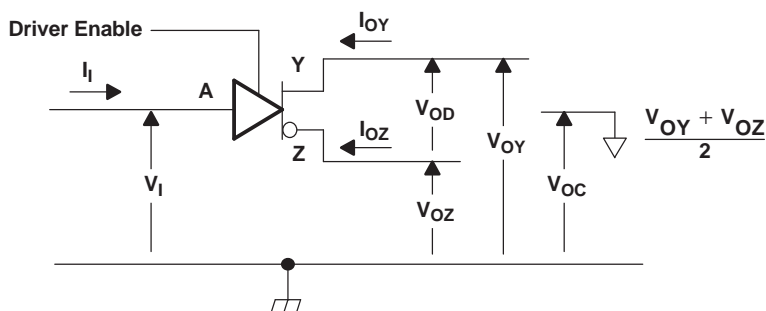 Driver Enable
I_I
A
Y
Z
I_OY
I_OZ
V_I
V_OD
V_OY
V_OZ
V_OC
V_OY + V_OZ
2